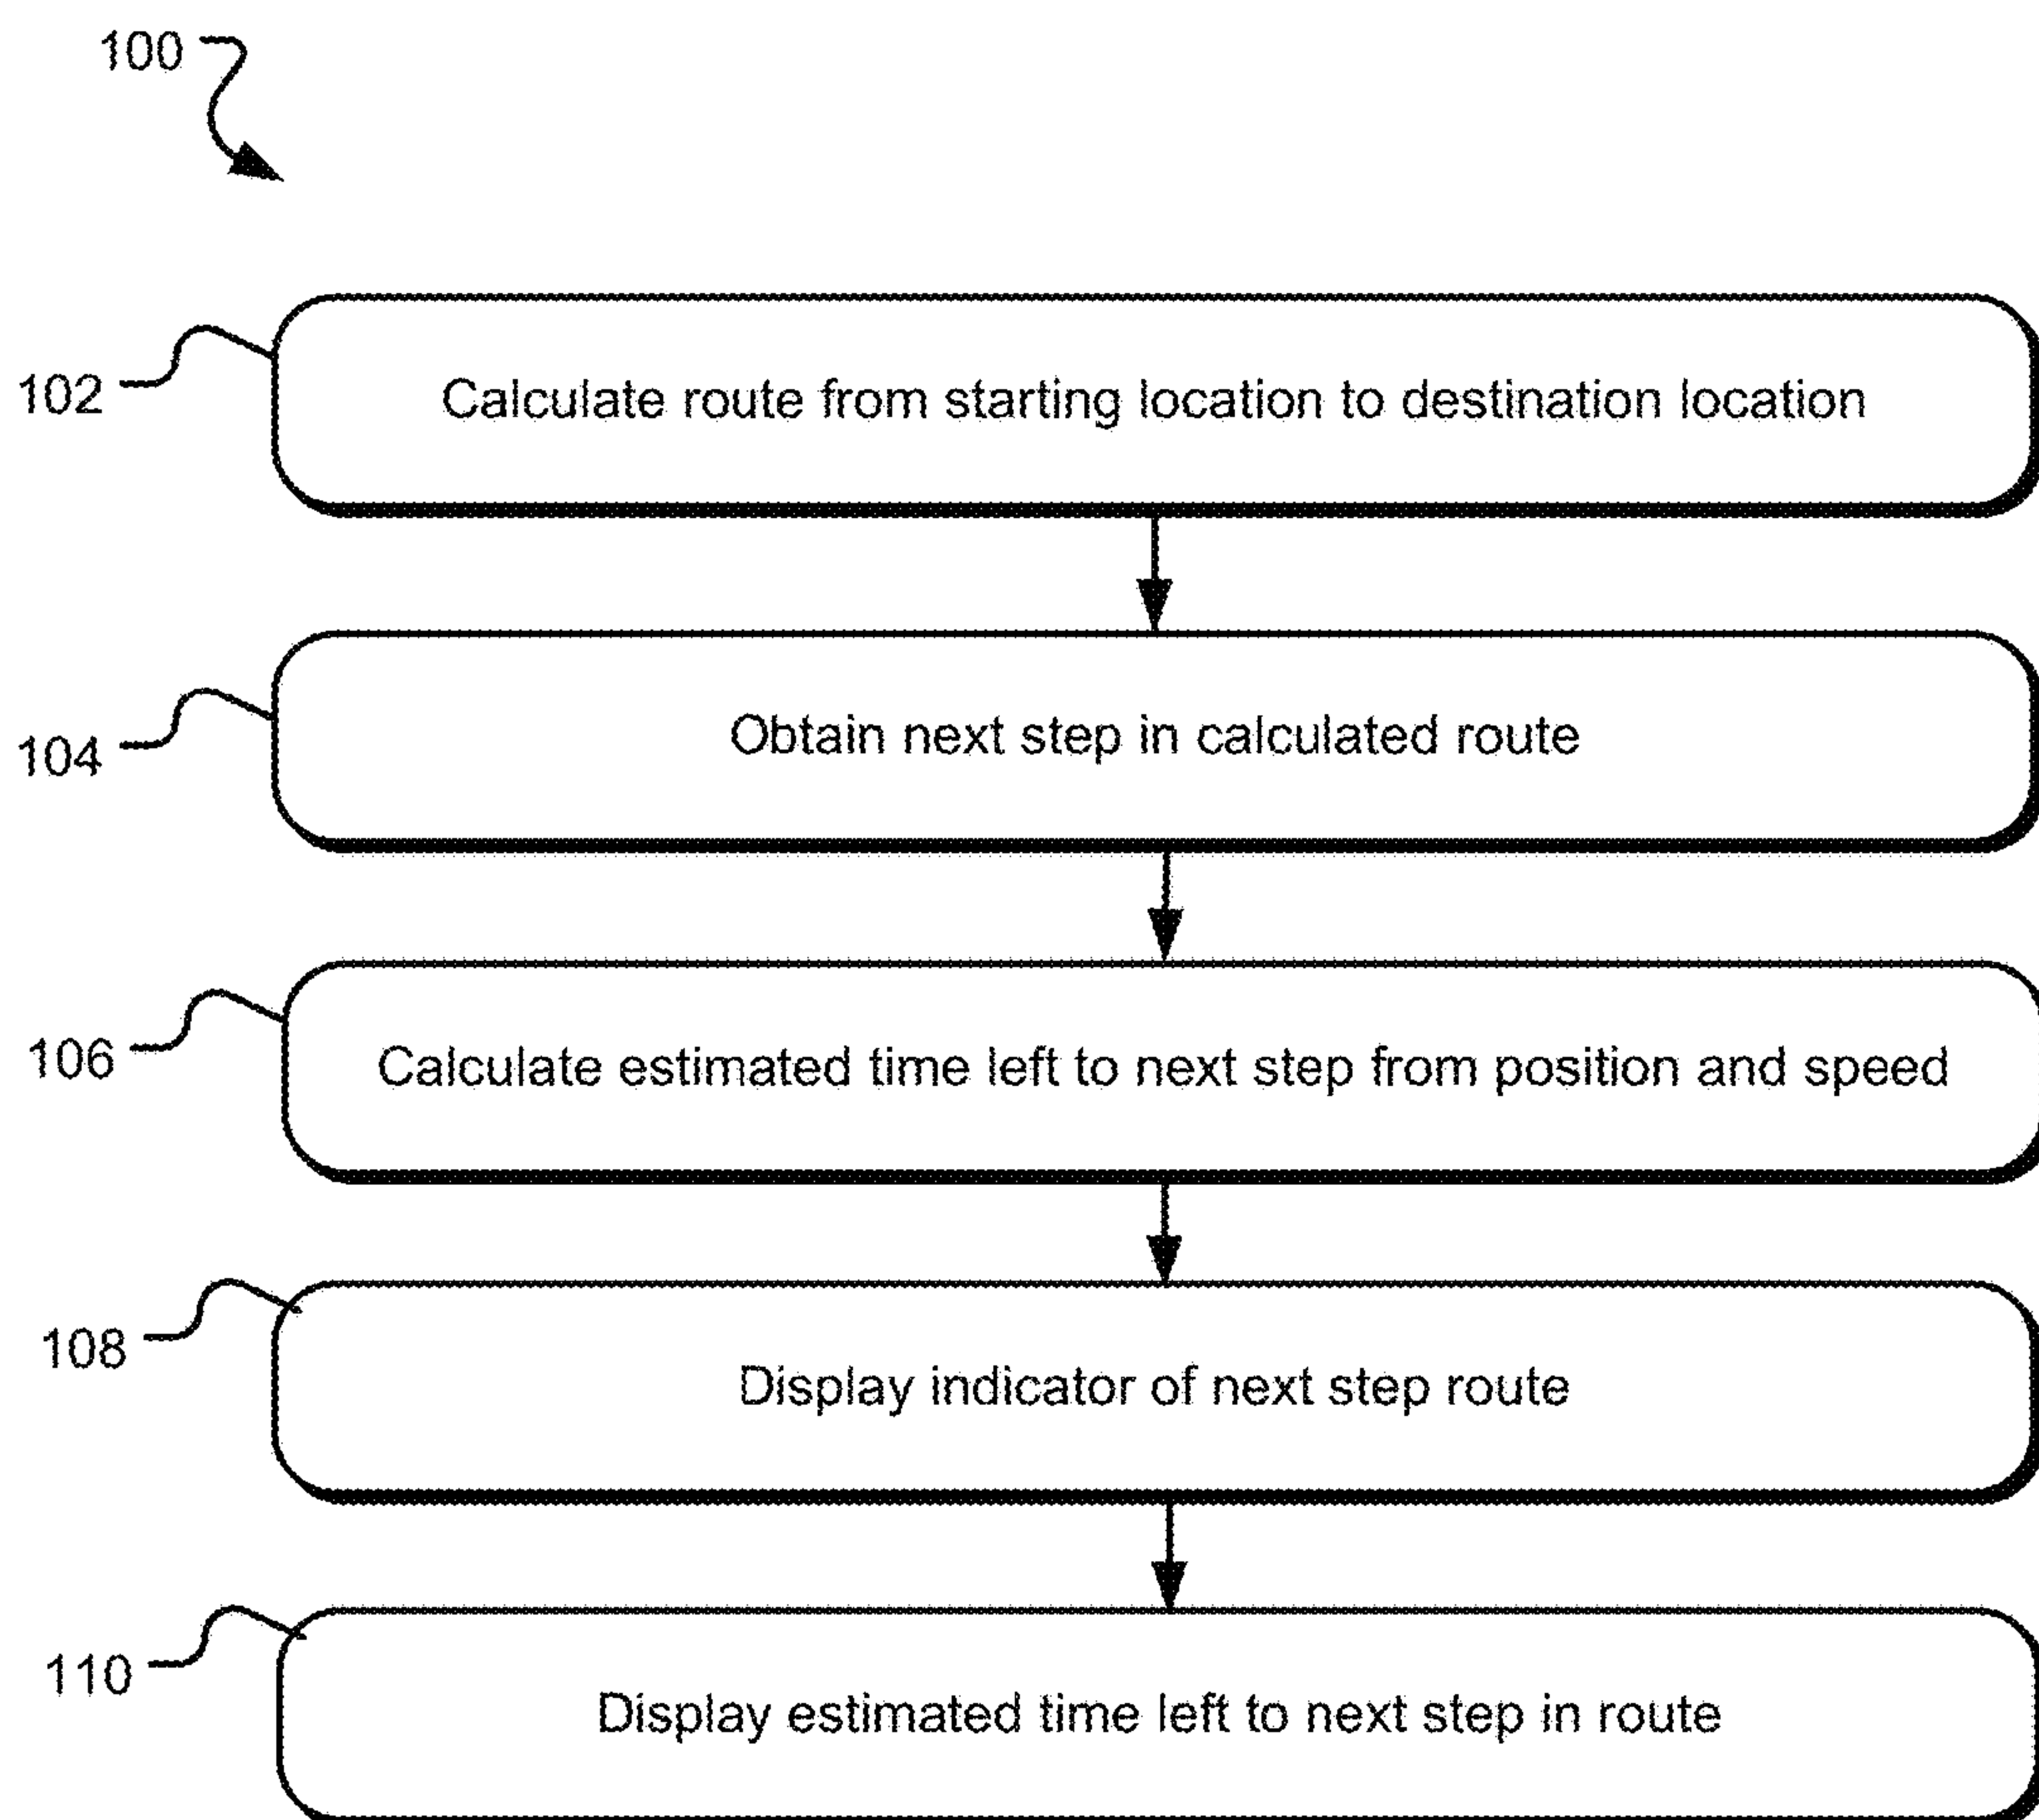 100
102
Calculate route from starting location to destination location
104
Obtain next step in calculated route
106
Calculate estimated time left to next step from position and speed
108
Display indicator of next step route
110
Display estimated time left to next step in route